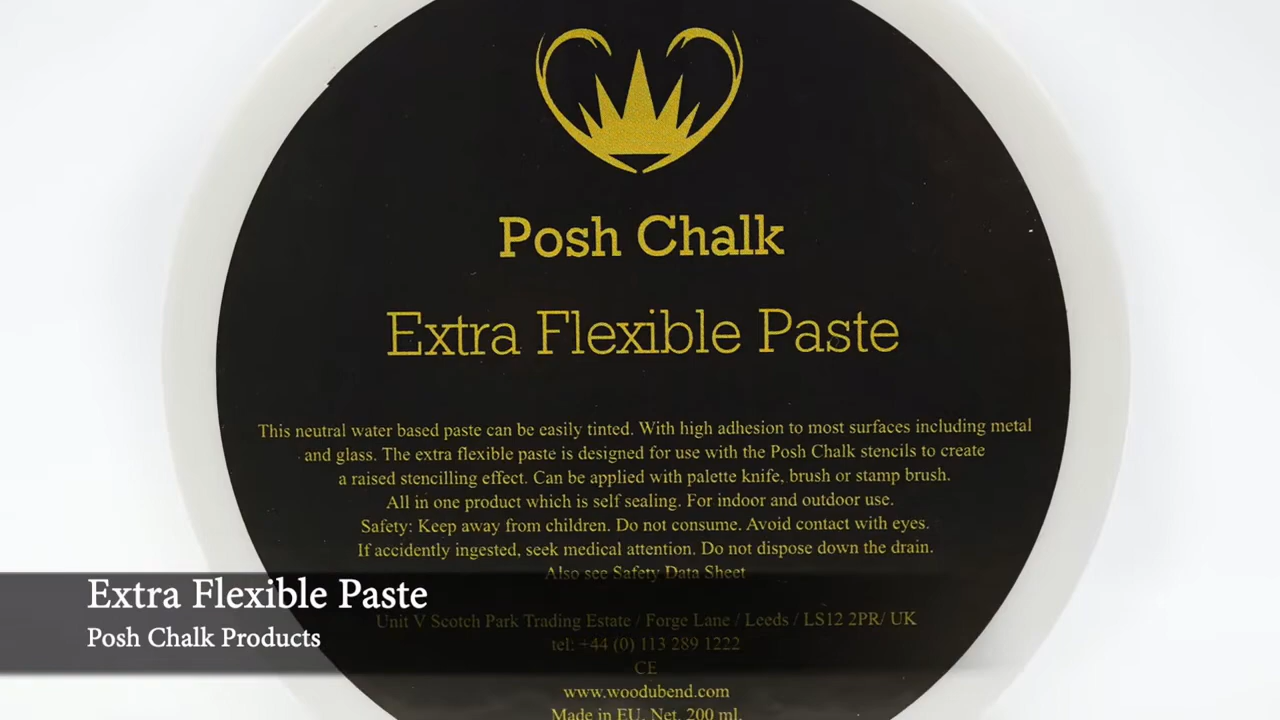 Posh Chalk
Extra Flexible Paste
This neutral water based paste can be easily tinted. With high adhesion to most surfaces including metal
and glass. The extra flexible paste is designed for use with the Posh Chalk stencils to create
a raised stencilling effect. Can be applied with palette knife, brush or stamp brush.
All in one product which is self sealing. For indoor and outdoor use.
Safety: Keep away from children. Do not consume. Avoid contact with eyes.
If accidently ingested, seek medical attention. Do not dispose down the drain.
Also see Safety Data Sheet
Extra Flexible Paste
Posh Chalk Products
Unit V Scotch Park Trading Estate / Forge Lane / Leeds / LS12 2PR/ UK
tel: +44 (0) 113 289 1222
CE
www.woodubend.com
Made in EU. Net. 200 ml.